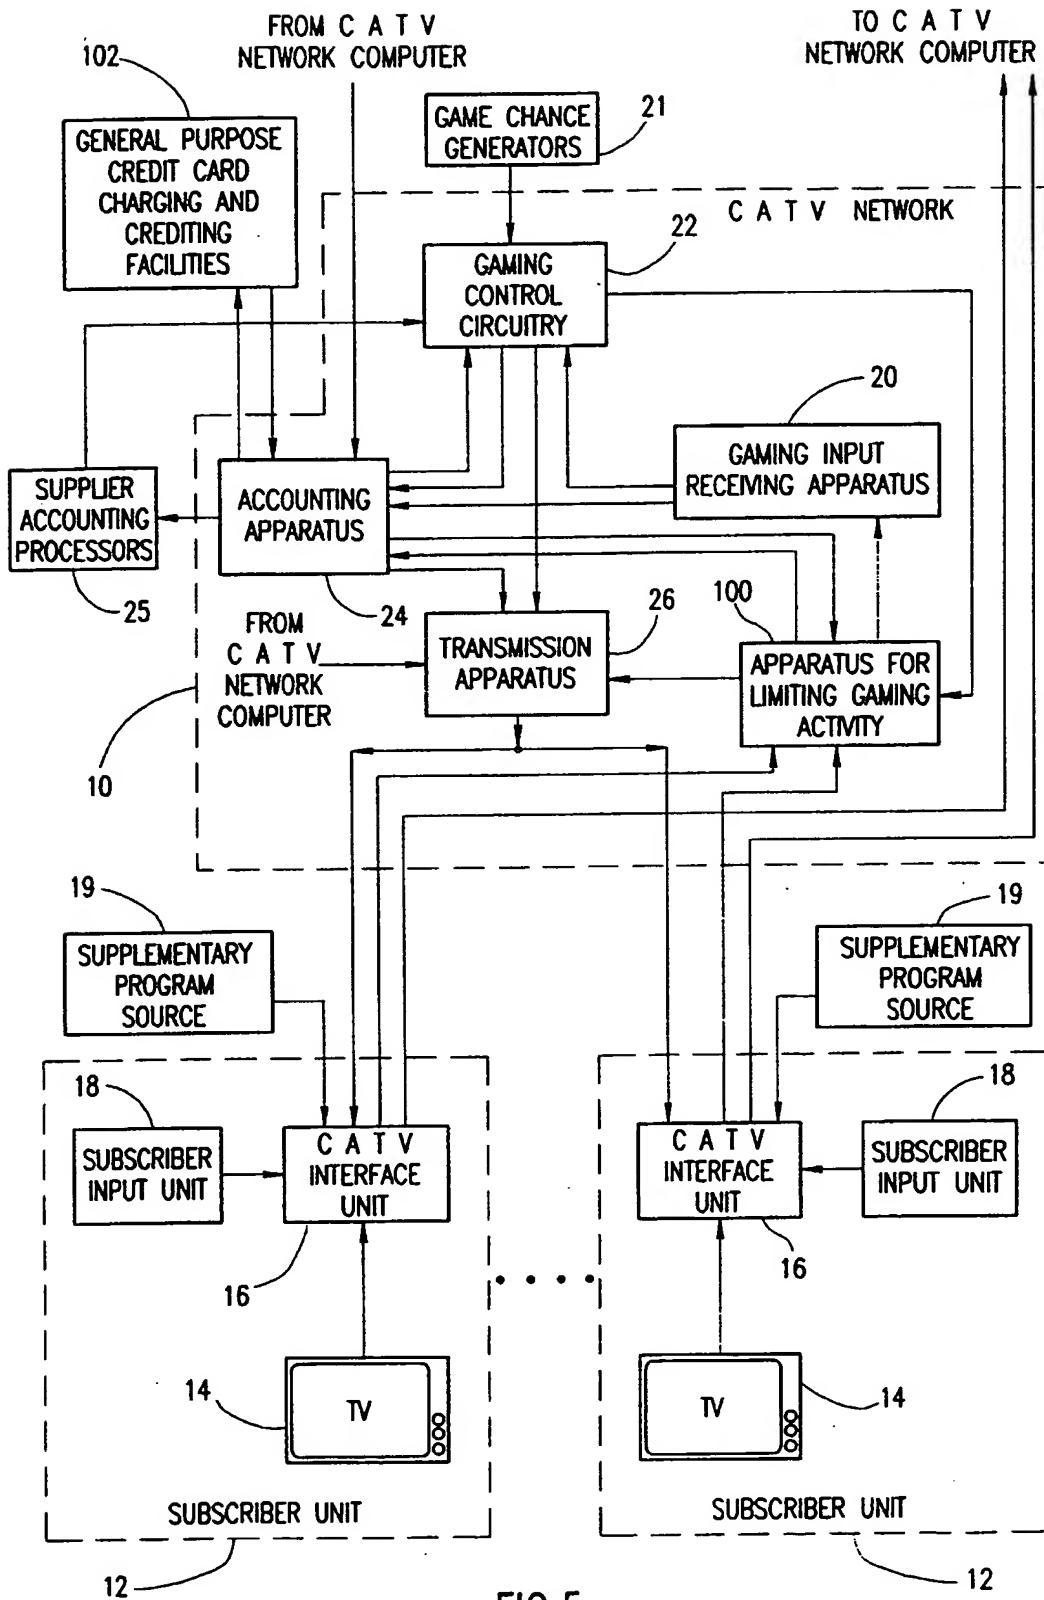 FROM C A T V
NETWORK COMPUTER
TO C A T V
NETWORK COMPUTER
102
GENERAL PURPOSE
CREDIT CARD
CHARGING AND
CREDITING
FACILITIES
GAME CHANCE
GENERATORS
21
C A T V NETWORK
22
GAMING
CONTROL
CIRCUITRY
20
GAMING INPUT
RECEIVING APPARATUS
SUPPLIER
ACCOUNTING
PROCESSORS
25
ACCOUNTING
APPARATUS
24
FROM
C A T V
NETWORK
COMPUTER
26
TRANSMISSION
APPARATUS
100
APPARATUS FOR
LIMITING GAMING
ACTIVITY
10
19
SUPPLEMENTARY
PROGRAM
SOURCE
19
SUPPLEMENTARY
PROGRAM
SOURCE
18
SUBSCRIBER
INPUT UNIT
C A T V
INTERFACE
UNIT
16
14
TV
SUBSCRIBER UNIT
12
C A T V
INTERFACE
UNIT
16
18
SUBSCRIBER
INPUT UNIT
TV
14
SUBSCRIBER UNIT
12